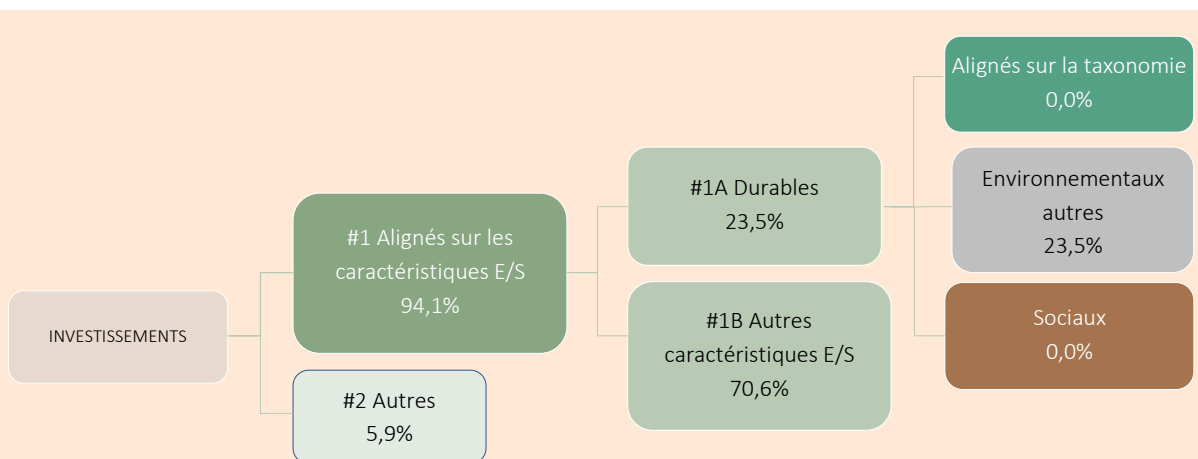 INVESTISSEMENTS
#1 Alignés sur les
caractéristiques E/S
94,1%
#2 Autres
5,9%
#1A Durables
23,5%
#1B Autres
caractéristiques E/S
70,6%
Alignés sur la taxonomie
0,0%
Environnementaux
autres
23,5%
Sociaux
0,0%